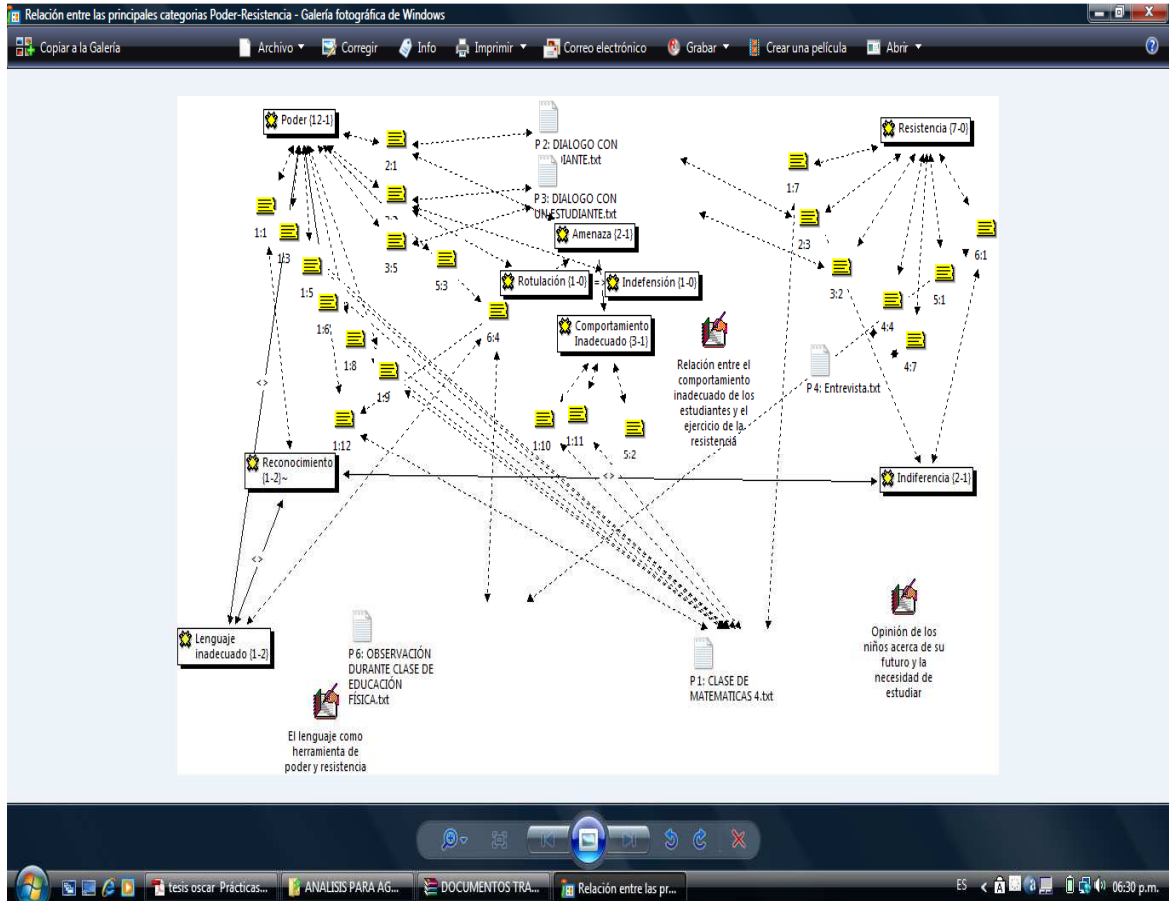 Relación entre las principales categorias Poder-Resistencia - Galería fotográfica de Windows
Copiar a la Galería
Archivo
Corregir
Info
Imprimir
Correo electrónico
Grabar
Crear una película
Abrir
Poder {12-1}
Resistencia {7-0}
2:1
P 2: DIALOGO CON
IANTE.txt
P 3: DIALOGO CON
UN ESTUDIANTE.txt
1:7
1:1
1:3
2:3
Amenaza {2-1}
3:5
5:3
6:1
1:5
Rotulación {1-0}
=>
Indefensión {1-0}
3:2
5:1
1:6
6:4
Comportamiento
Inadecuado {3-1}
4:4
1:8
4:7
Relación entre el
comportamiento
inadecuado de los
estudiantes y el
ejercicio de la
resistencia
P 4: Entrevista.txt
<>
1:9
1:12
1:10
1:11
5:2
Reconocimiento
{1-2}~
<>
Indiferencia {2-1}
<>
Lenguaje
inadecuado {1-2}
P 6: OBSERVACIÓN
DURANTE CLASE DE
EDUCACIÓN
FÍSICA.txt
P 1: CLASE DE
MATEMATICAS 4.txt
Opinión de los
niños acerca de su
futuro y la
necesidad de
estudiar
El lenguaje como
herramienta de
poder y resistencia
tesis oscar Prácticas...
ANALISIS PARA AG...
DOCUMENTOS TRA...
Relación entre las pr...
ES
06:30 p.m.